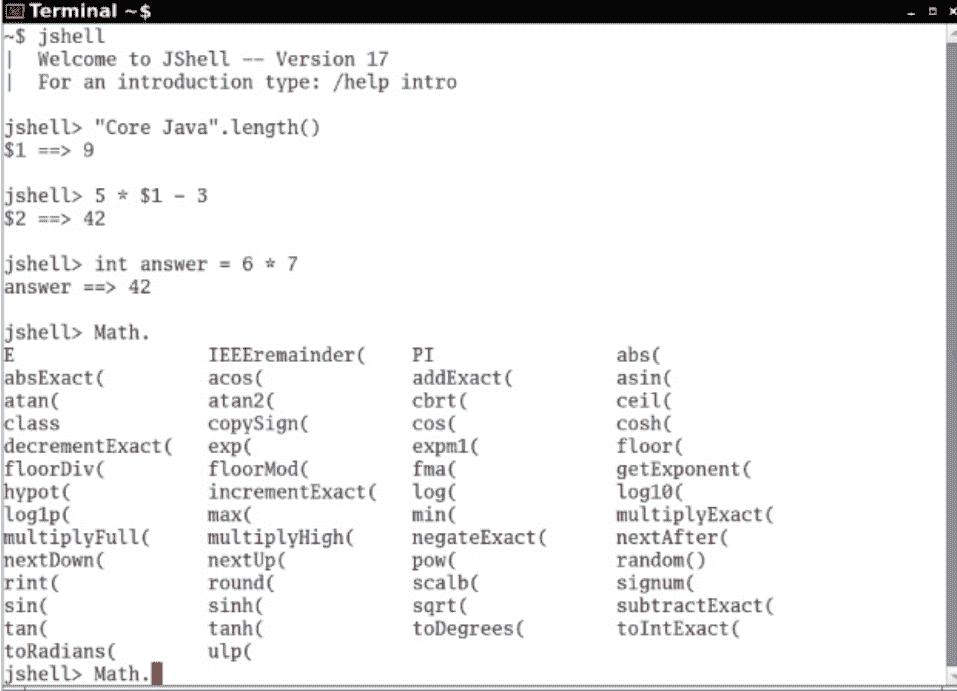 Terminal ~$
~$ jshell
|  Welcome to JShell -- Version 17
|  For an introduction type: /help intro
jshell> "Core Java".length()
$1 ==> 9
jshell> 5 * $1 - 3
$2 ==> 42
jshell> int answer = 6 * 7
answer ==> 42
jshell> Math.
E                 IEEEremainder(    PI                abs(
absExact(         acos(             addExact(         asin(
atan(             atan2(            cbrt(             ceil(
class             copySign(         cos(              cosh(
decrementExact(   exp(              expm1(            floor(
floorDiv(         floorMod(         fma(              getExponent(
hypot(            incrementExact(   log(              log10(
log1p(            max(              min(              multiplyExact(
multiplyFull(     multiplyHigh(     negateExact(      nextAfter(
nextDown(         nextUp(           pow(              random()
rint(             round(            scalb(            signum(
sin(              sinh(             sqrt(             subtractExact(
tan(              tanh(             toDegrees(        toIntExact(
toRadians(        ulp(
jshell> Math.